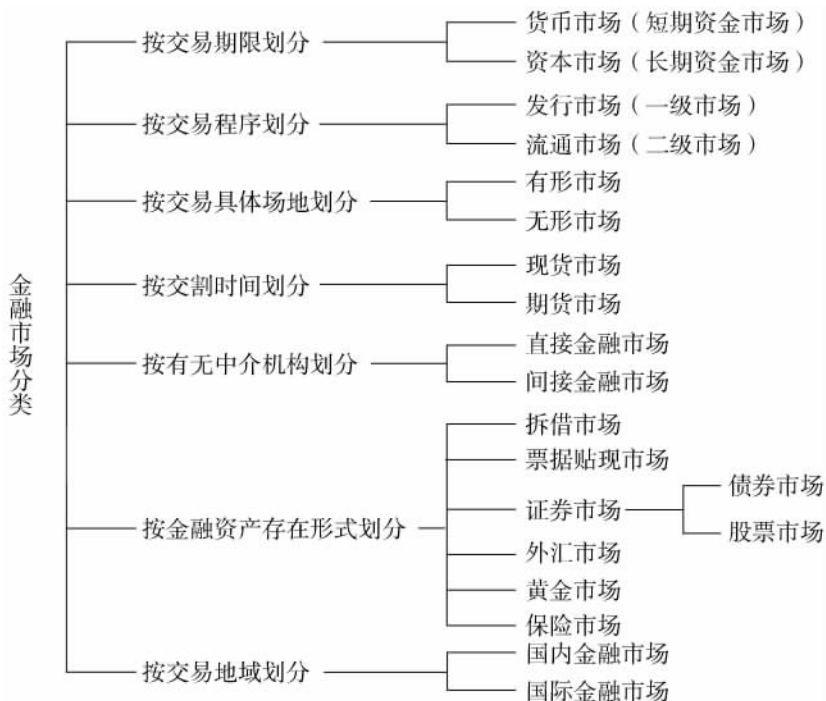 金融市场分类
按交易期限划分
货币市场（短期资金市场）
资本市场（长期资金市场）
按交易程序划分
发行市场（一级市场）
流通市场（二级市场）
按交易具体场地划分
有形市场
无形市场
按交割时间划分
现货市场
期货市场
按有无中介机构划分
直接金融市场
间接金融市场
按金融资产存在形式划分
拆借市场
票据贴现市场
证券市场
债券市场
股票市场
外汇市场
黄金市场
保险市场
按交易地域划分
国内金融市场
国际金融市场